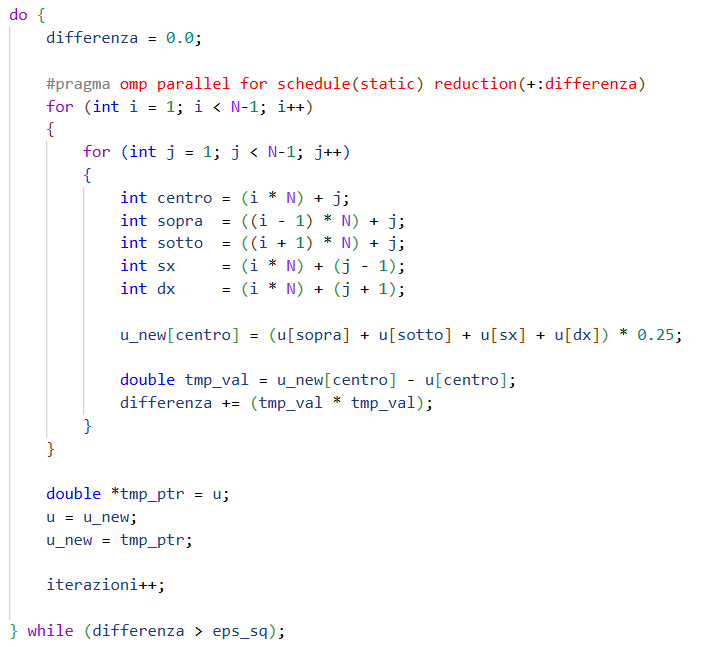 do {
    differenza = 0.0;

    #pragma omp parallel for schedule(static) reduction(+:differenza)
    for (int i = 1; i < N-1; i++)
    {
        for (int j = 1; j < N-1; j++)
        {
            int centro = (i * N) + j;
            int sopra  = ((i - 1) * N) + j;
            int sotto  = ((i + 1) * N) + j;
            int sx     = (i * N) + (j - 1);
            int dx     = (i * N) + (j + 1);

            u_new[centro] = (u[sopra] + u[sotto] + u[sx] + u[dx]) * 0.25;

            double tmp_val = u_new[centro] - u[centro];
            differenza += (tmp_val * tmp_val);
        }
    }

    double *tmp_ptr = u;
    u = u_new;
    u_new = tmp_ptr;

    iterazioni++;

} while (differenza > eps_sq);